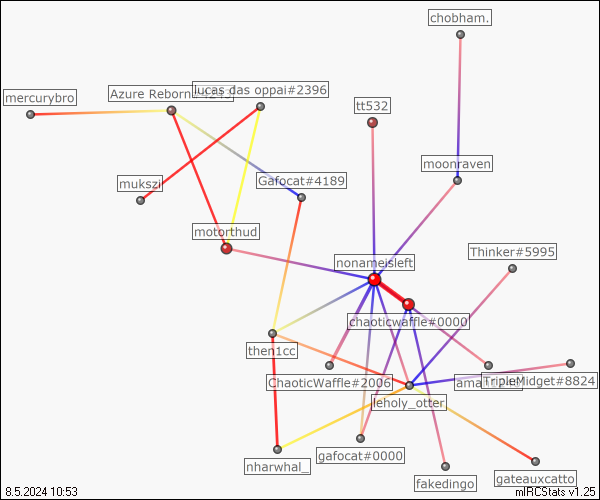 chobham.
mercurybro
Azure Reborn
lucas das oppai#2396
tt532
mukszi
Gafocat#4189
moonraven
motorthud
nonameisleft
Thinker#5995
chaoticwaffle#0000
then1cc
ChaoticWaffle#2006
TripleMidget#8824
leholy_otter
nharwhal_
gafocat#0000
fakedingo
gateauxcatto
8.5.2024 10:53
mIRCStats v1.25